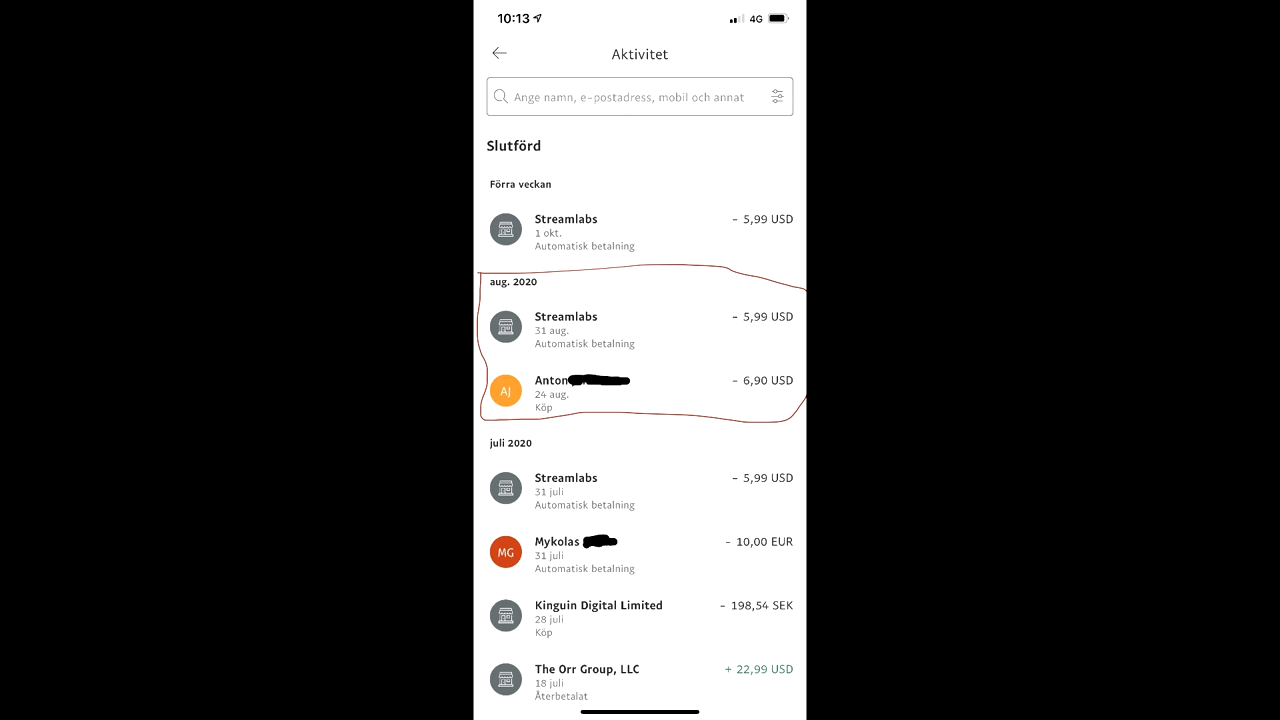 10:13
4G
Aktivitet
Ange namn, e-postadress, mobil och annat
Slutförd
Förra veckan
Streamlabs - 5,99 USD
1 okt.
Automatisk betalning
aug. 2020
Streamlabs - 5,99 USD
31 aug.
Automatisk betalning
AJ Anton - 6,90 USD
24 aug.
Köp
juli 2020
Streamlabs - 5,99 USD
31 juli
Automatisk betalning
MG Mykolas - 10,00 EUR
31 juli
Automatisk betalning
Kinguin Digital Limited - 198,54 SEK
28 juli
Köp
The Orr Group, LLC + 22,99 USD
18 juli
Återbetalat